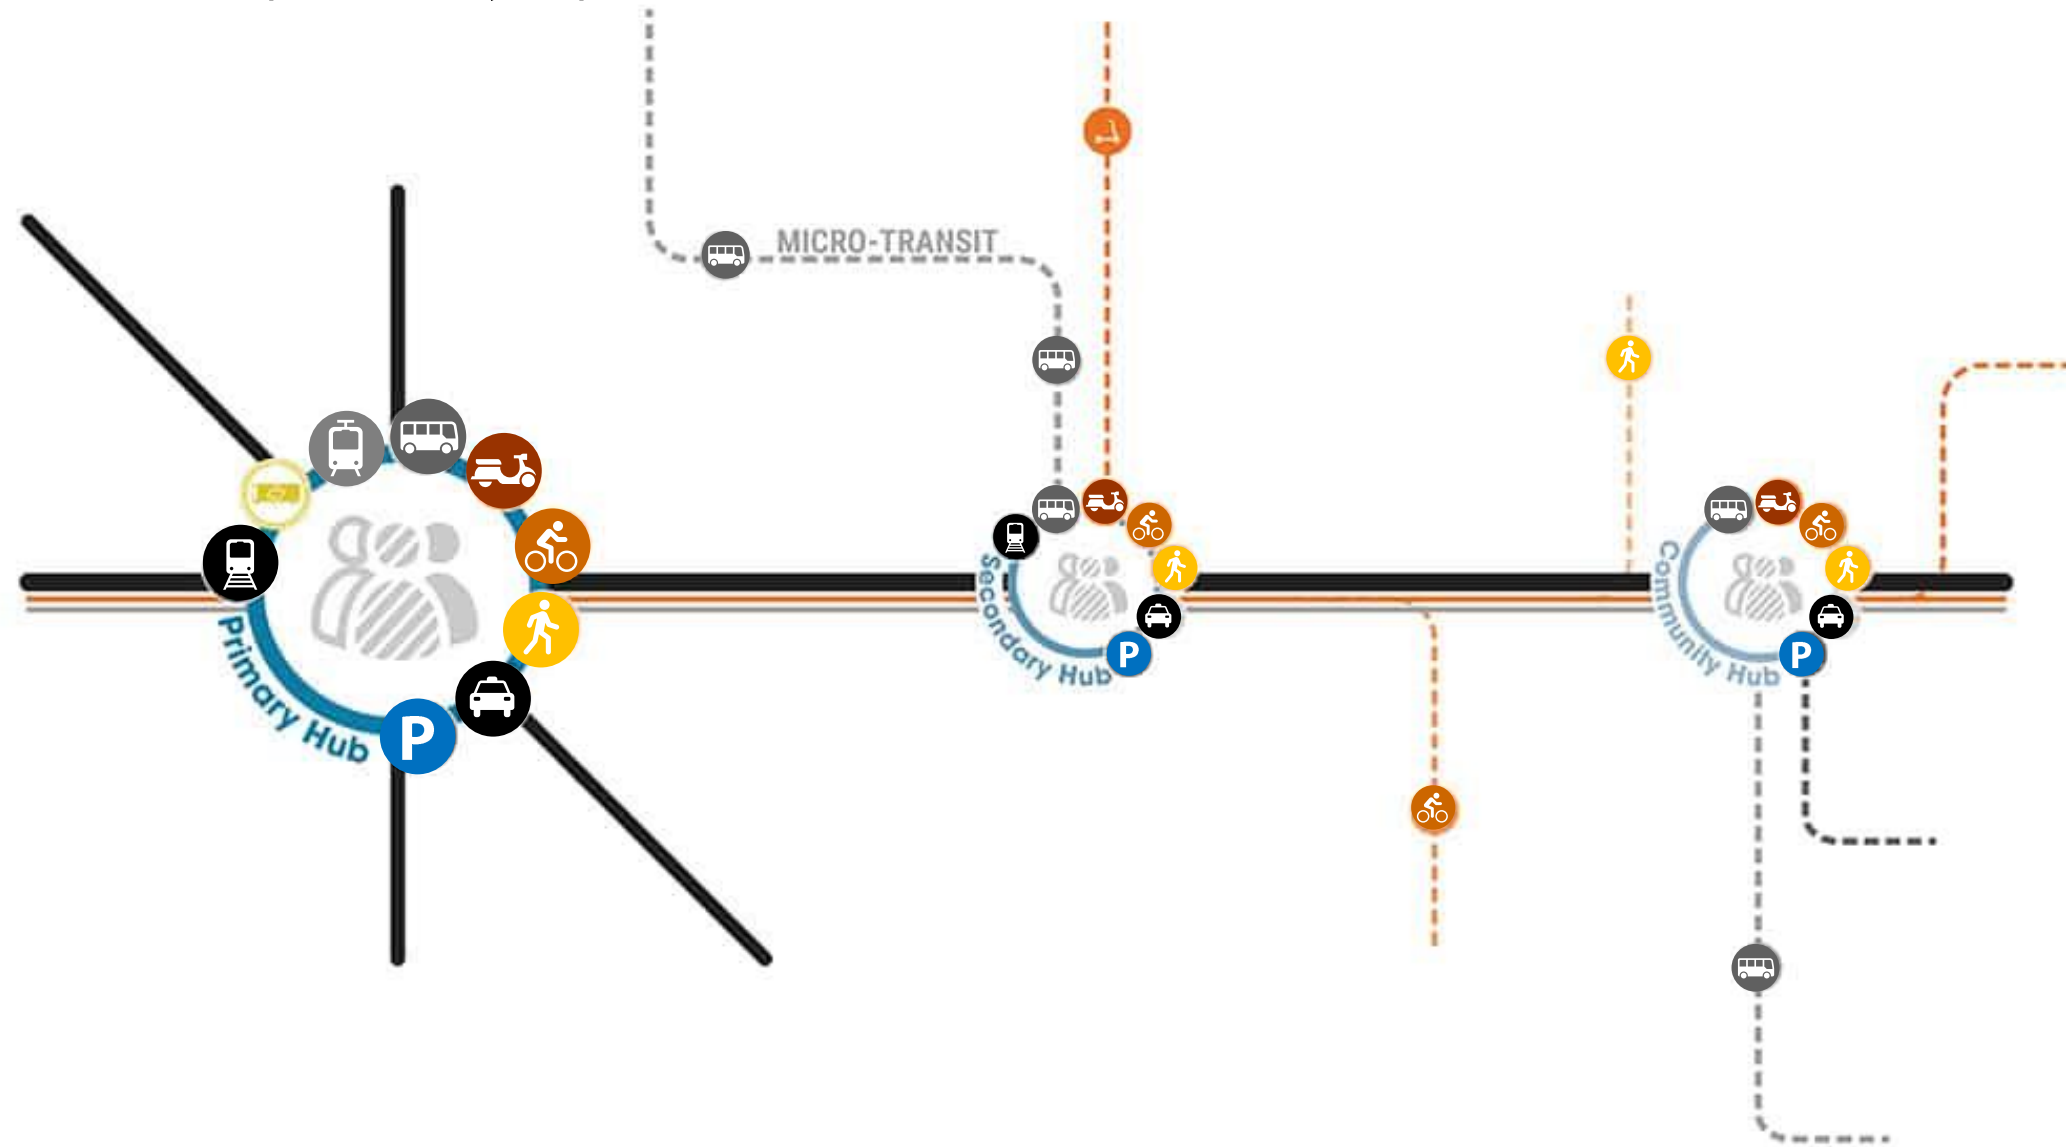 MICRO-TRANSIT
Primary Hub
P
Secondary Hub
P
Community Hub
P